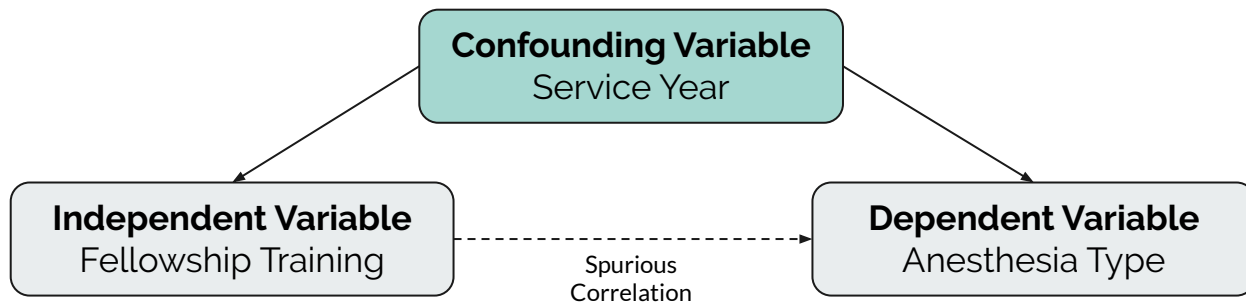 Confounding Variable
Service Year
Independent Variable
Fellowship Training
Spurious
Correlation
Dependent Variable
Anesthesia Type